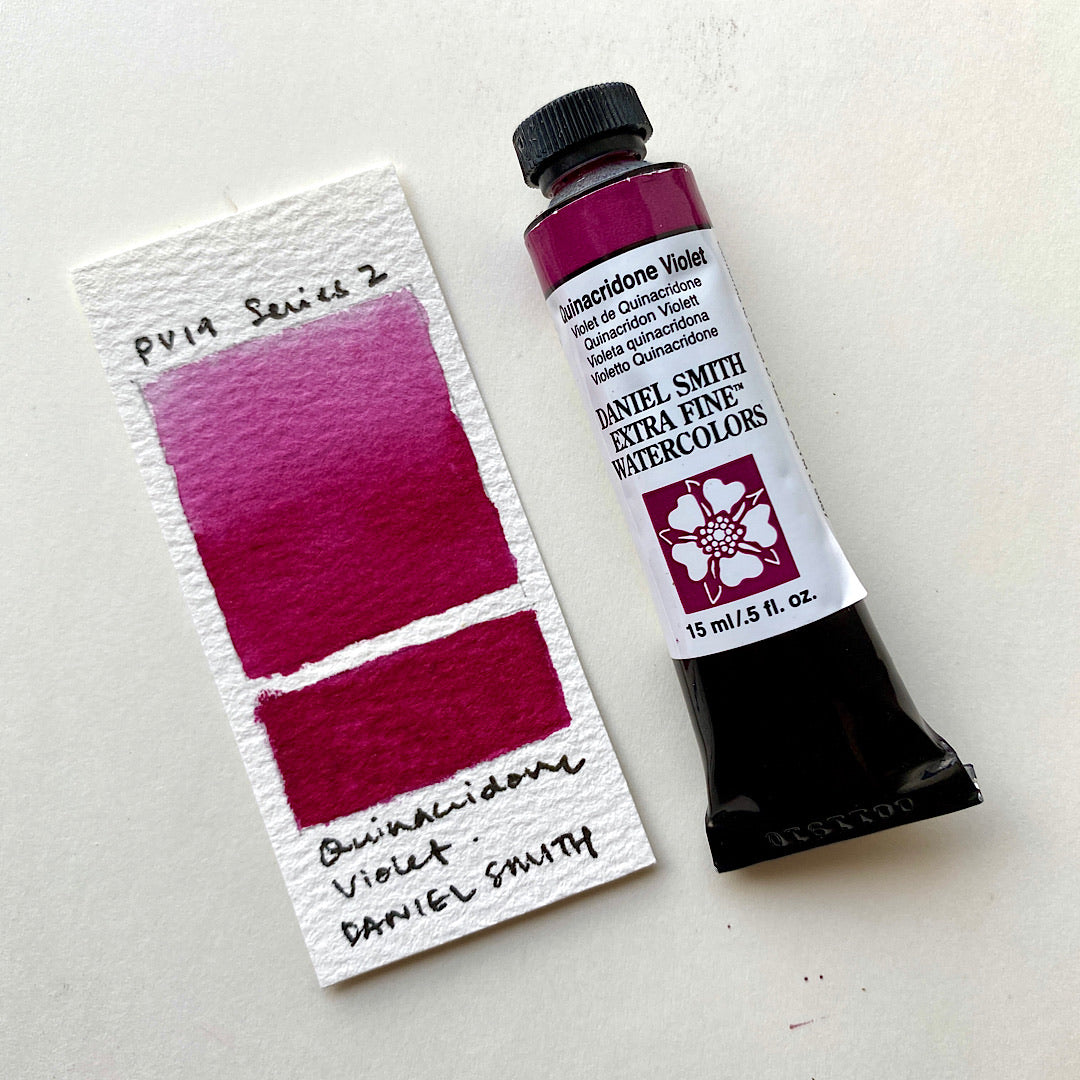 PV19 Series 2
Quinacridone
Violet.
DANIEL SMITH
Quinacridone Violet
Violet de Quinacridone
Quinacridon Violett
Violeta quinacridona
Violetto Quinacridone
DANIEL SMITH
EXTRA FINE™
WATERCOLORS
15 ml/.5 fl. oz.